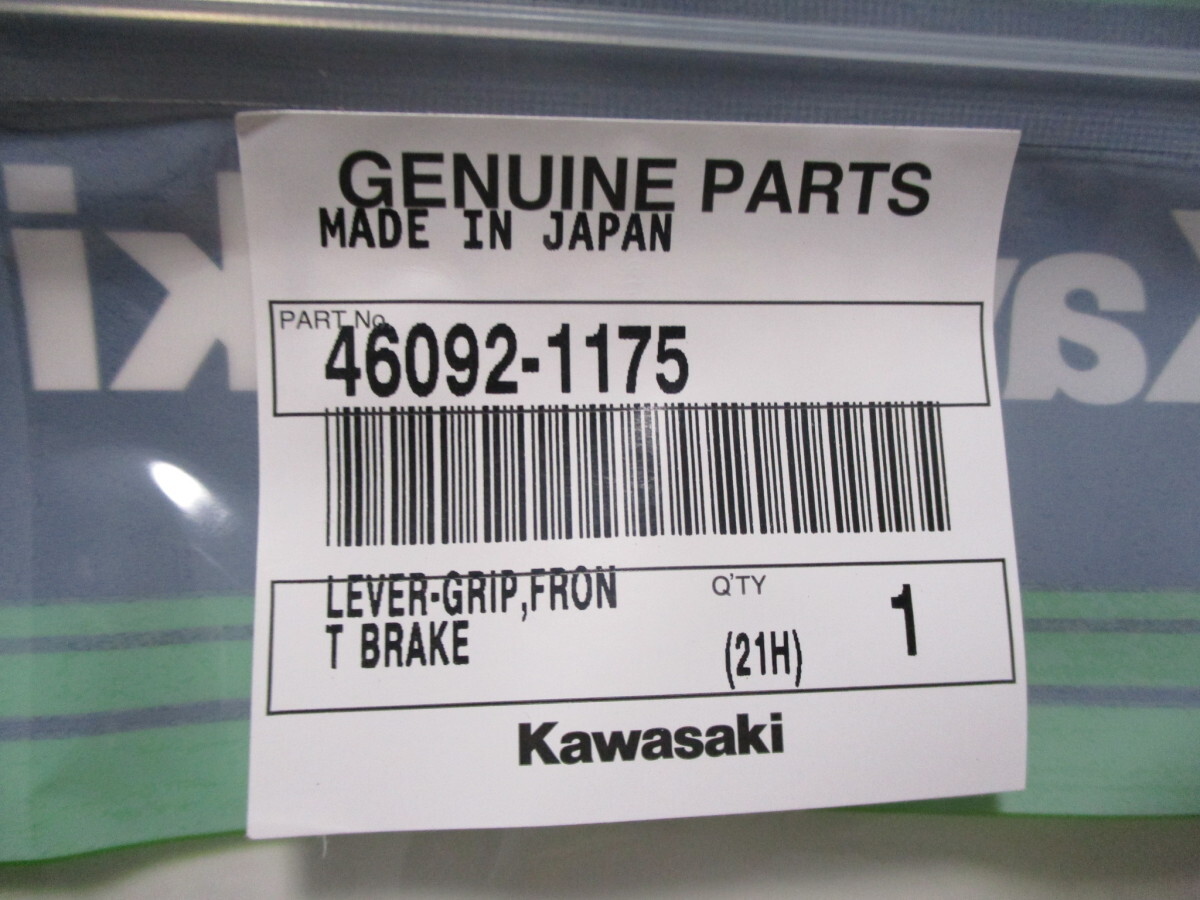 GENUINE PARTS
MADE IN JAPAN
PART No.
46092-1175
LEVER-GRIP,FRON
T BRAKE
Q'TY
(21H)
1
Kawasaki